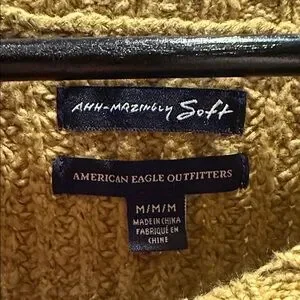 AHH-MAZINGLY Soft
AMERICAN EAGLE OUTFITTERS
M/M/M
MADE IN CHINA
FABRIQUÉ EN
CHINE